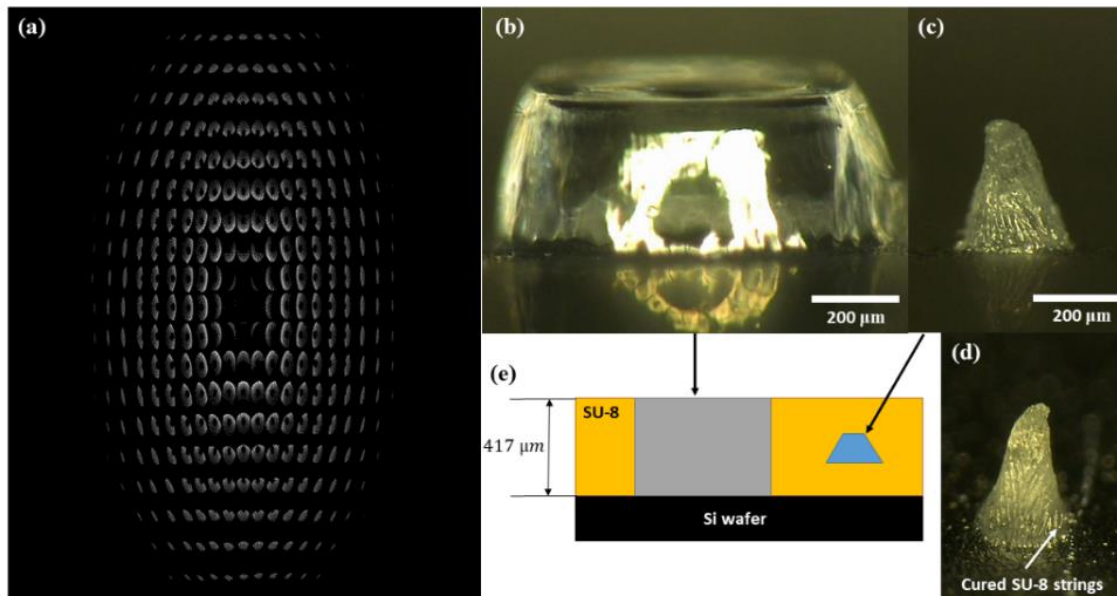 (a)
(b)
200 μm
(c)
200 μm
(d)
Cured SU-8 strings
(e)
SU-8
417 μm
Si wafer